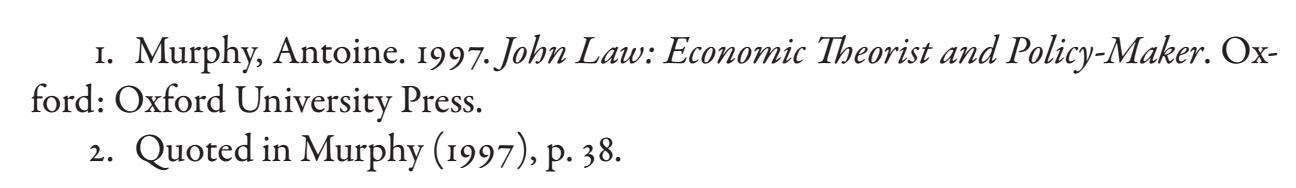 1. Murphy, Antoine. 1997. John Law: Economic Theorist and Policy-Maker. Ox-
ford: Oxford University Press.
2. Quoted in Murphy (1997), p. 38.